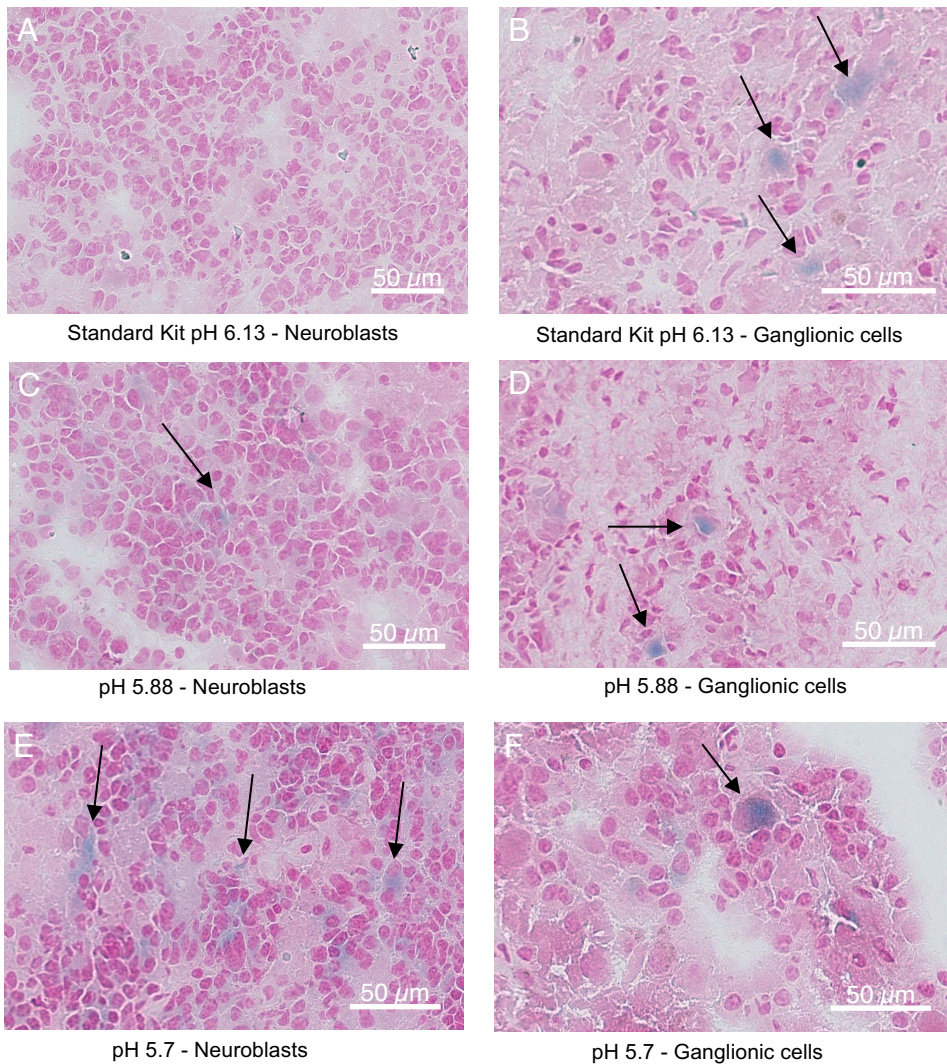 A
50 µm
Standard Kit pH 6.13 - Neuroblasts
B
50 µm
Standard Kit pH 6.13 - Ganglionic cells
C
50 µm
pH 5.88 - Neuroblasts
D
50 µm
pH 5.88 - Ganglionic cells
E
50 µm
pH 5.7 - Neuroblasts
F
50 µm
pH 5.7 - Ganglionic cells